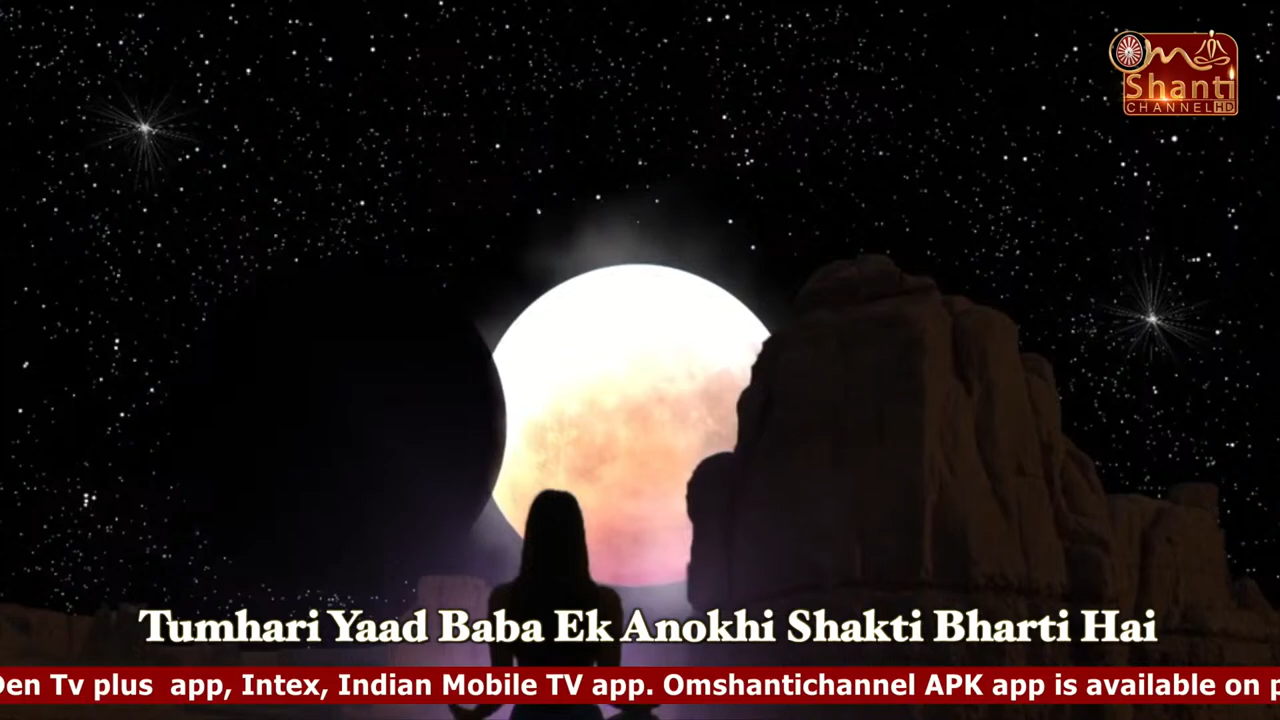 Om
Shanti
CHANNEL HD
Tumhari Yaad Baba Ek Anokhi Shakti Bharti Hai
Den Tv plus app, Intex, Indian Mobile TV app. Omshantichannel APK app is available on